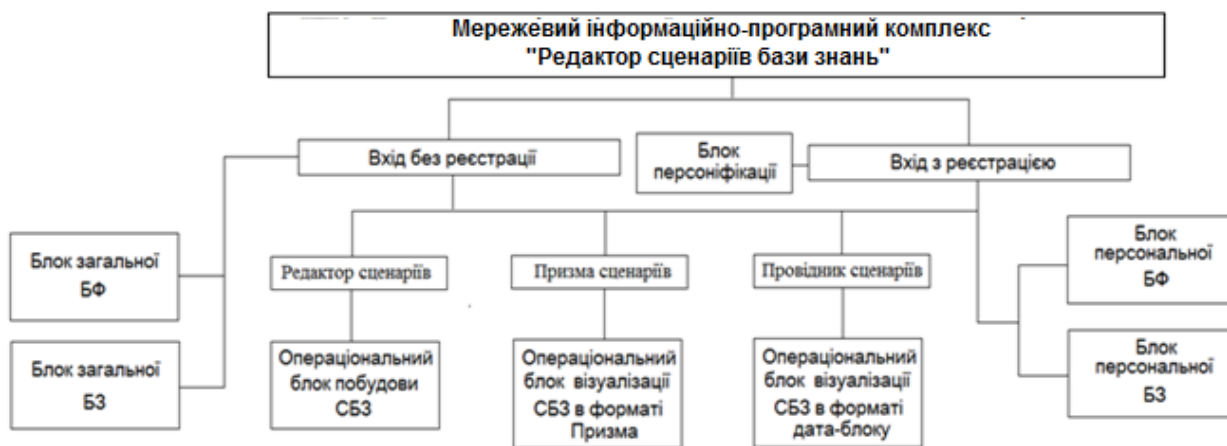 Мережевий інформаційно-програмний комплекс
"Редактор сценаріїв бази знань"
Вхід без реєстрації
Блок
персоніфікації
Вхід з реєстрацією
Блок загальної
БФ
Редактор сценаріїв
Призма сценаріїв
Провідник сценаріїв
Блок
персональної
БФ
Блок загальної
БЗ
Операціональний
блок побудови
СБЗ
Операціональний
блок візуалізації
СБЗ в форматі
Призма
Операціональний
блок візуалізації
СБЗ в форматі
дата-блоку
Блок
персональної
БЗ